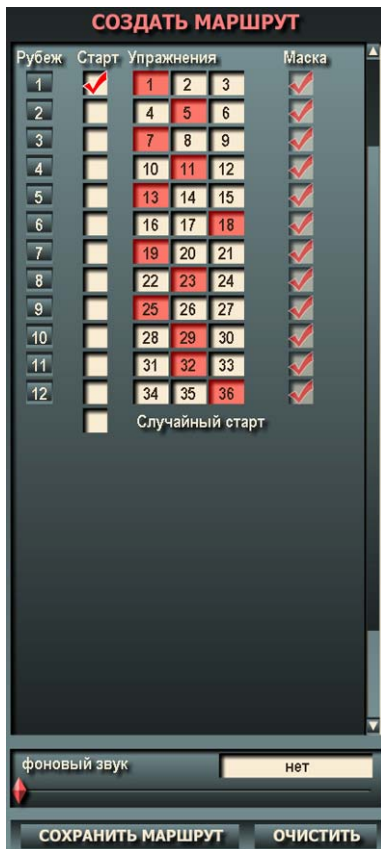 СОЗДАТЬ МАРШРУТ
Рубеж Старт Упражнения Маска
1 1 2 3
2 4 5 6
3 7 8 9
4 10 11 12
5 13 14 15
6 16 17 18
7 19 20 21
8 22 23 24
9 25 26 27
10 28 29 30
11 31 32 33
12 34 35 36
Случайный старт
фоновый звук нет
СОХРАНИТЬ МАРШРУТ ОЧИСТИТЬ